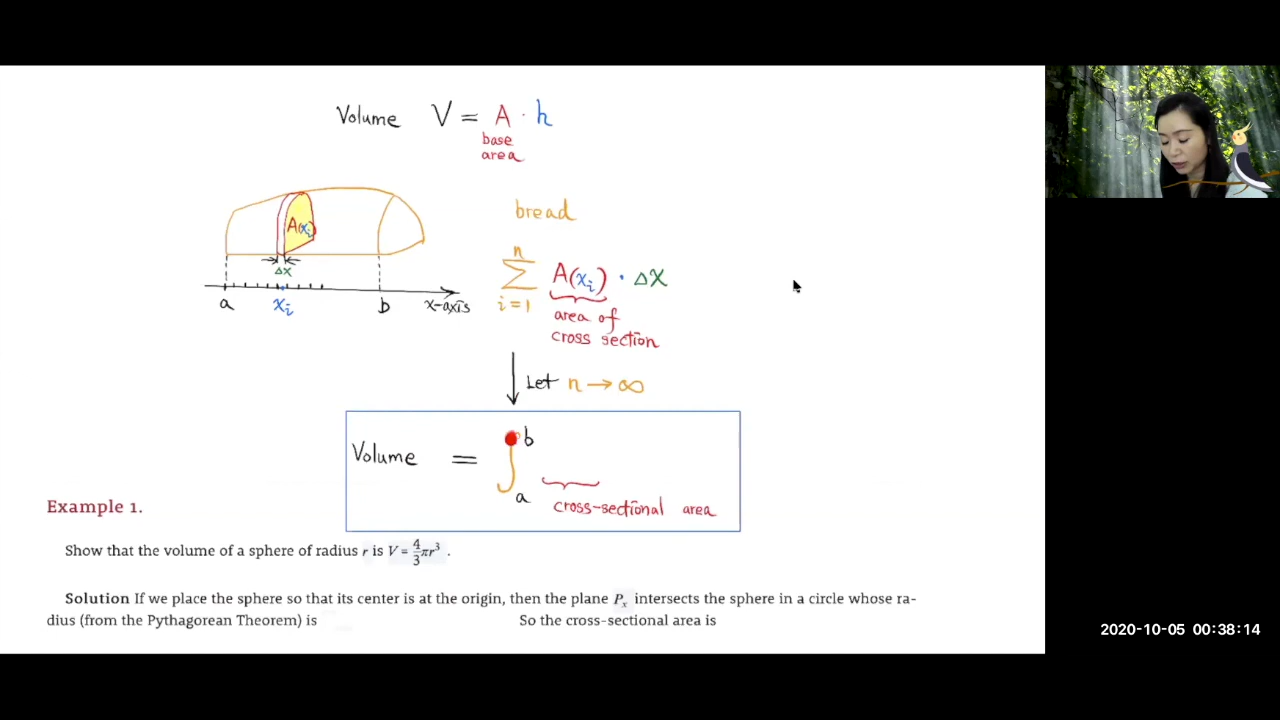 Volume V = A · h
base
area
bread
A(xᵢ)
n
∑ A(xᵢ) · Δx
i=1
Δx
a xᵢ b x-axis
area of
cross section
Let n → ∞
Volume = ∫ b
a
cross-sectional area
Example 1.
Show that the volume of a sphere of radius r is V = 4/3 πr³ .
Solution If we place the sphere so that its center is at the origin, then the plane Pₓ intersects the sphere in a circle whose ra-
dius (from the Pythagorean Theorem) is So the cross-sectional area is
2020-10-05 00:38:14